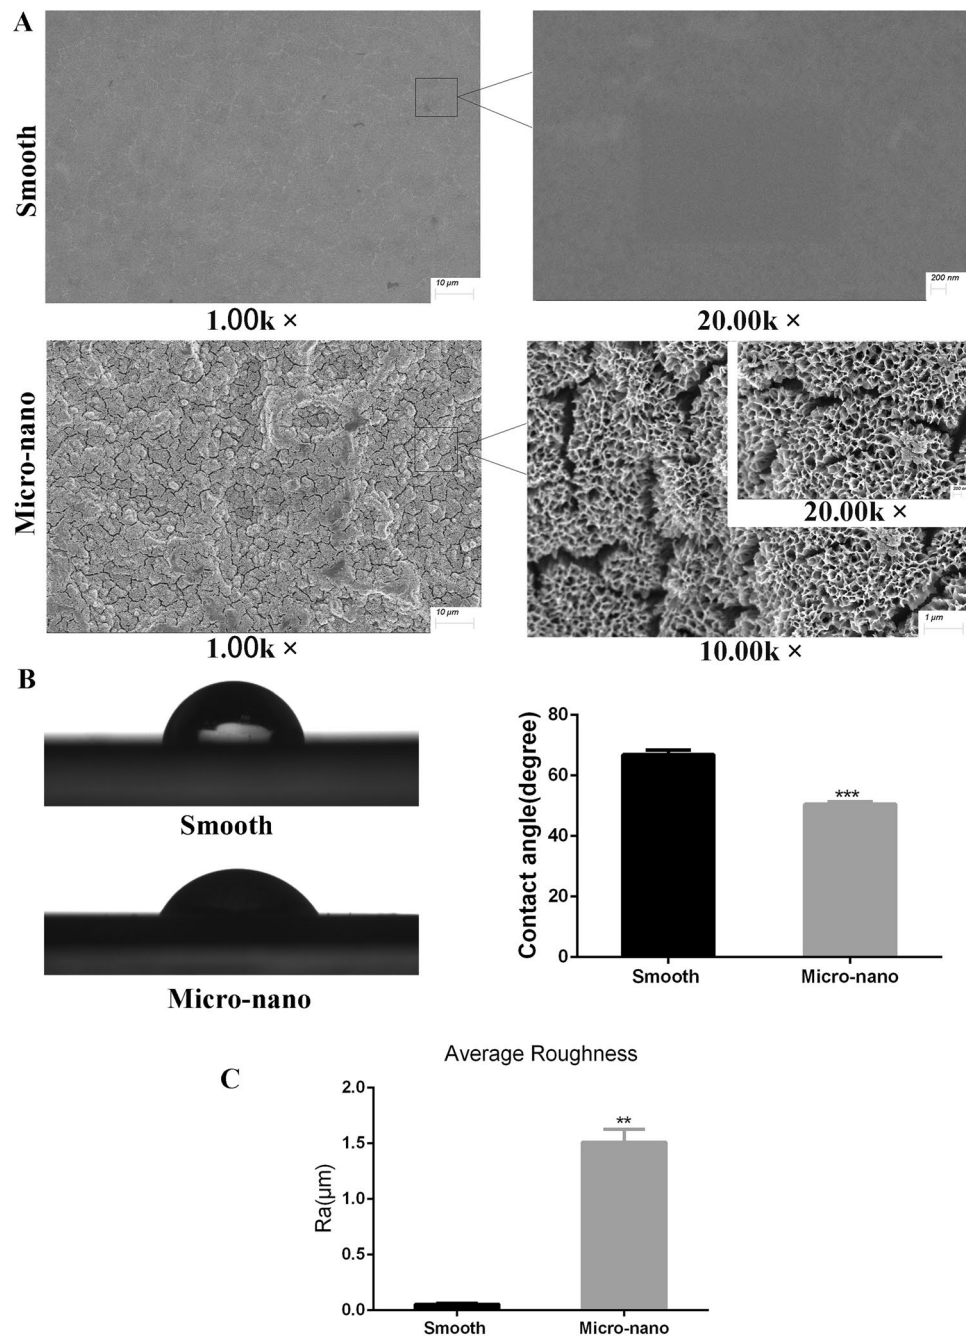 A
Smooth
10 µm
200 nm
1.00k ×
20.00k ×
Micro-nano
10 µm
200 nm
20.00k ×
1 µm
1.00k ×
10.00k ×
B
Smooth
Micro-nano
Contact angle(degree)
80
60
40
20
0
***
Smooth
Micro-nano
C
Average Roughness
Ra(µm)
2.0
1.5
1.0
0.5
0.0
**
Smooth
Micro-nano